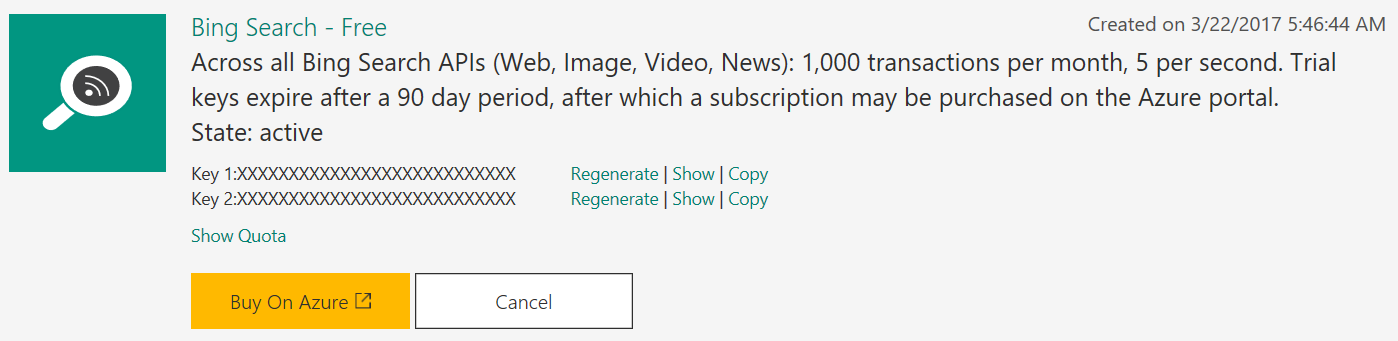 Bing Search - Free
Created on 3/22/2017 5:46:44 AM
Across all Bing Search APIs (Web, Image, Video, News): 1,000 transactions per month, 5 per second. Trial
keys expire after a 90 day period, after which a subscription may be purchased on the Azure portal.
State: active
Key 1:XXXXXXXXXXXXXXXXXXXXXXXXXXX Regenerate | Show | Copy
Key 2:XXXXXXXXXXXXXXXXXXXXXXXXXXX Regenerate | Show | Copy
Show Quota
Buy On Azure
Cancel